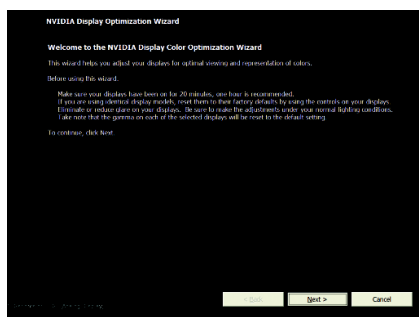 NVIDIA Display Optimization Wizard
Welcome to the NVIDIA Display Color Optimization Wizard
This wizard helps you adjust your displays for optimal viewing and representation of colors.
Before using this wizard.
Make sure your displays have been on for 20 minutes, one hour is recommended.
If you are using identical display models, reset them to their factory defaults by using the controls on your displays.
Eliminate or reduce glare on your displays. Be sure to make the adjustments under your normal lighting conditions.
Take note that the gamma on each of the selected displays will be reset to the default setting.
To continue, click Next.
< Back Next > Cancel